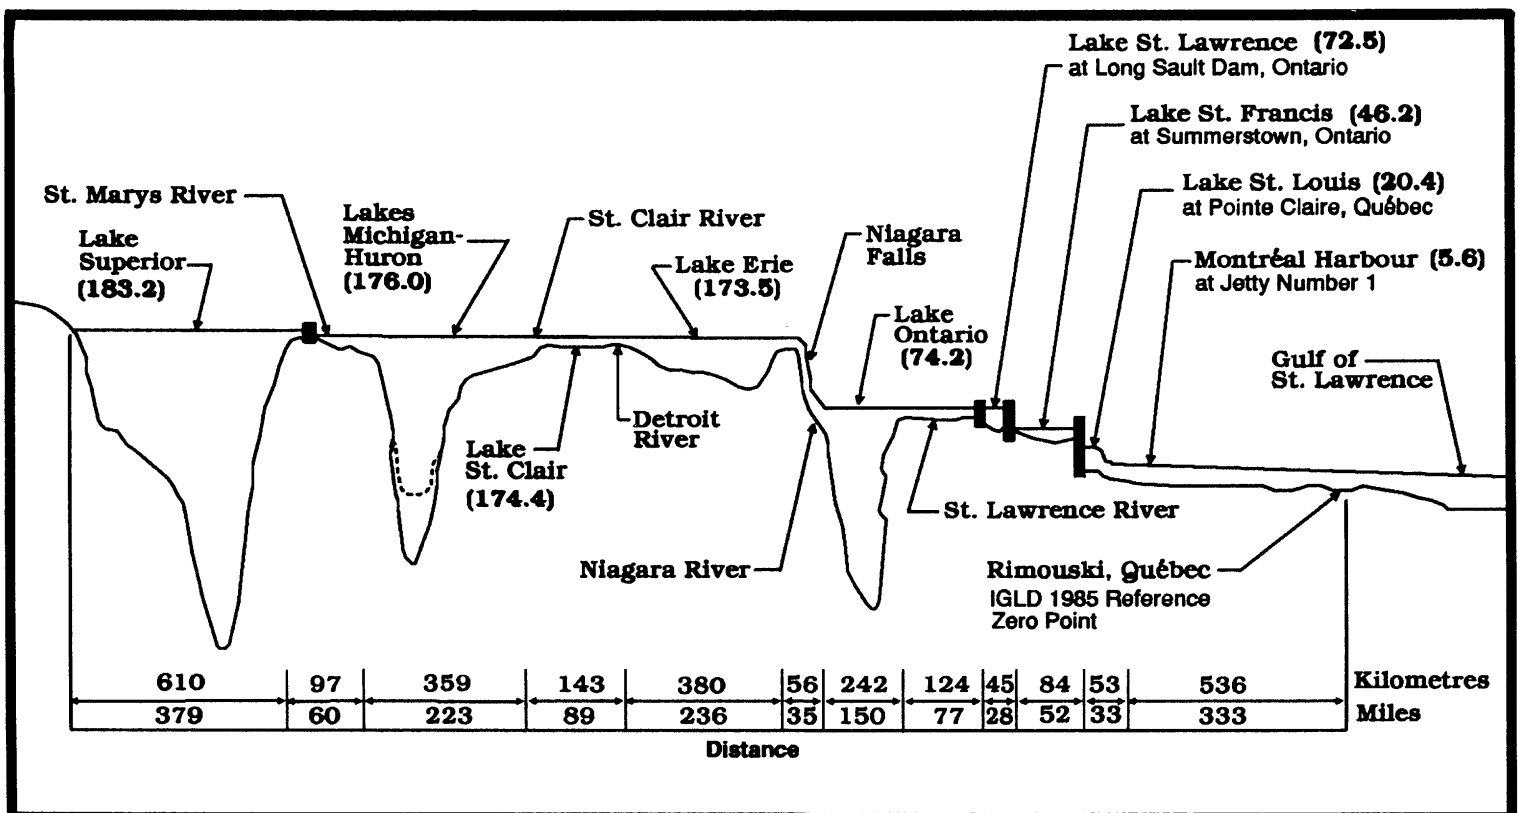 Lake St. Lawrence (72.5)
at Long Sault Dam, Ontario
Lake St. Francis (46.2)
at Summerstown, Ontario
Lake St. Louis (20.4)
at Pointe Claire, Québec
Montréal Harbour (5.6)
at Jetty Number 1
Gulf of
St. Lawrence
St. Marys River
Lake
Superior
(183.2)
Lakes
Michigan-
Huron
(176.0)
St. Clair River
Lake Erie
(173.5)
Niagara
Falls
Lake
Ontario
(74.2)
Detroit
River
Lake
St. Clair
(174.4)
St. Lawrence River
Niagara River
Rimouski, Québec
IGLD 1985 Reference
Zero Point
610 97 359 143 380 56 242 124 45 84 53 536 Kilometres
379 60 223 89 236 35 150 77 28 52 33 333 Miles
Distance